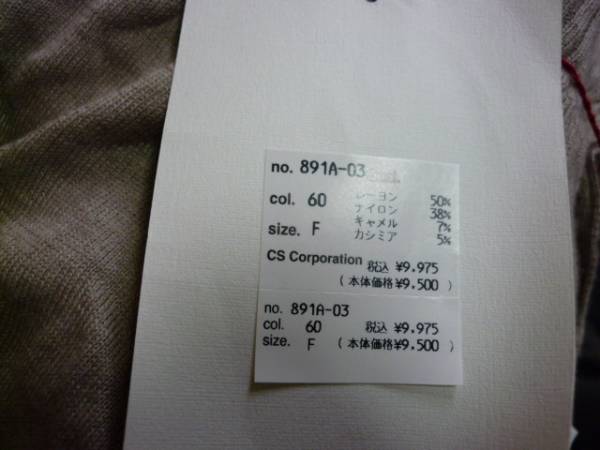 no. 891A-03
col. 60
レーヨン 50%
ナイロン 38%
size. F
キャメル 7%
カシミア 5%
CS Corporation 税込 ¥9.975
(本体価格¥9.500 )
no. 891A-03
col. 60 税込 ¥9.975
size. F (本体価格¥9.500 )